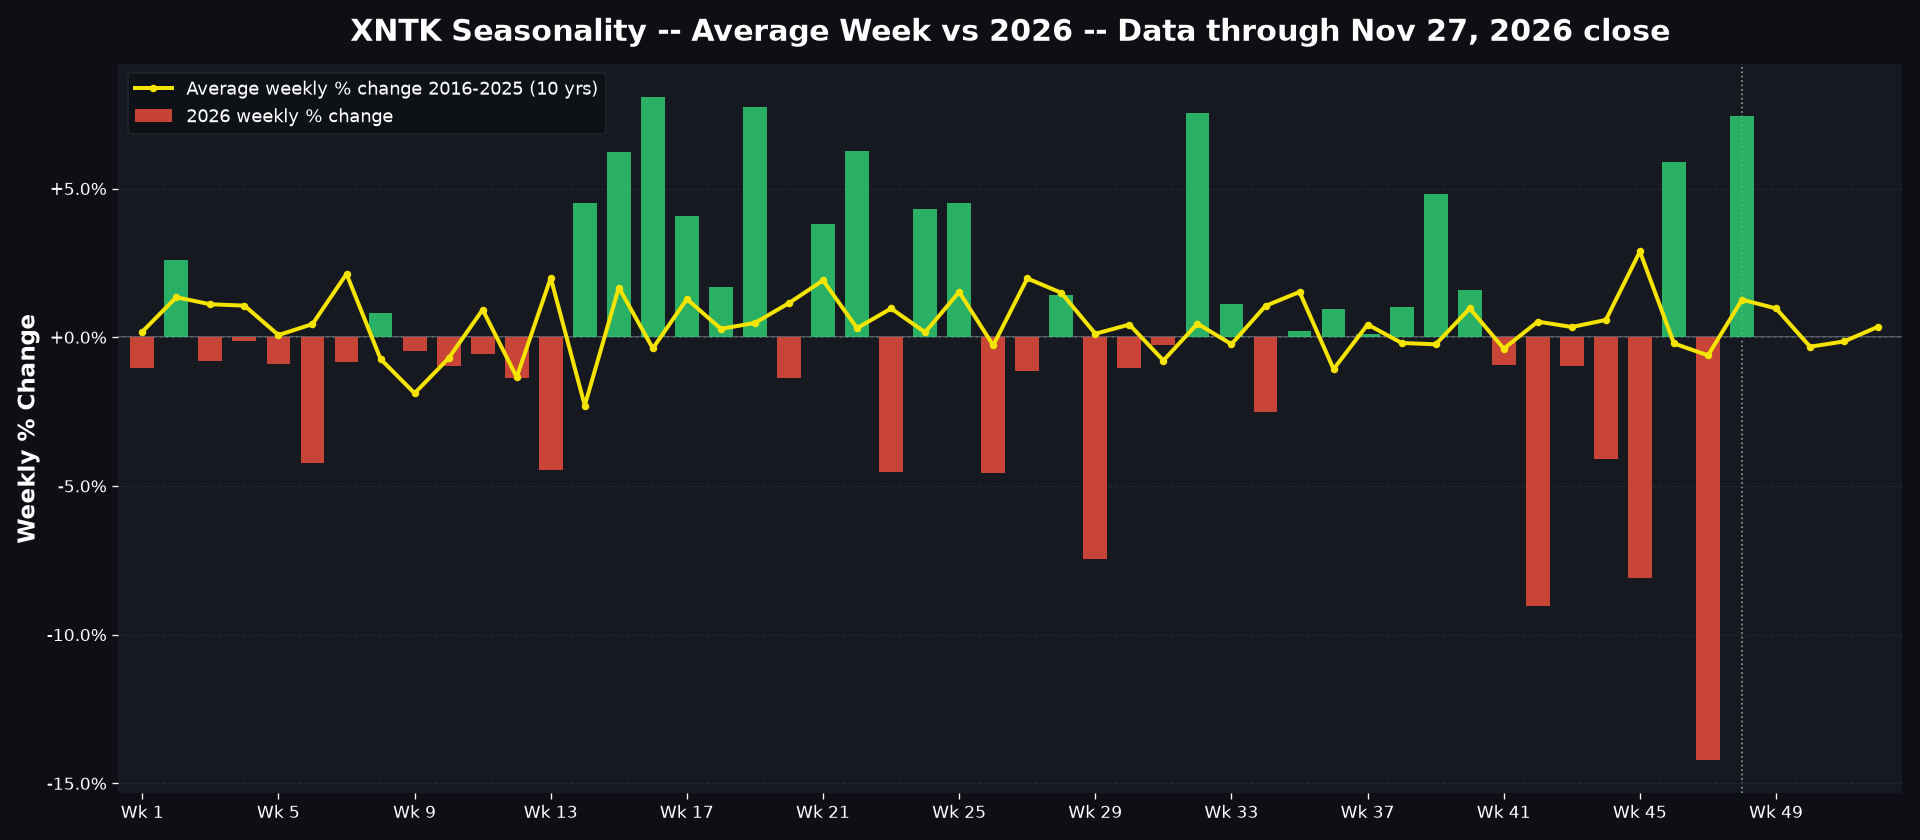 XNTK Seasonality -- Average Week vs 2026 -- Data through Nov 27, 2026 close
Average weekly % change 2016-2025 (10 yrs)
2026 weekly % change
Weekly % Change
+5.0%
+0.0%
-5.0%
-10.0%
-15.0%
Wk 1 Wk 5 Wk 9 Wk 13 Wk 17 Wk 21 Wk 25 Wk 29 Wk 33 Wk 37 Wk 41 Wk 45 Wk 49